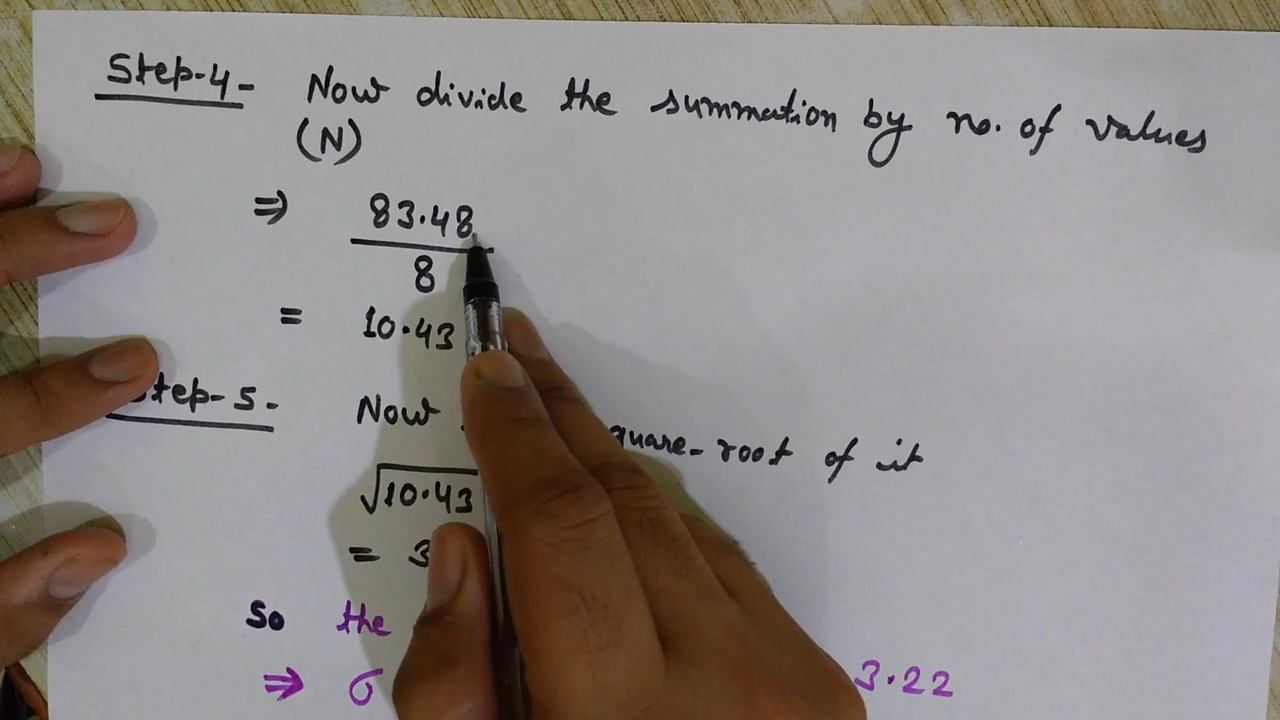 Step-4- Now divide the summation by no. of values
(N)
⇒ 83.48
8
= 10.43
Step-5- Now square-root of it
√10.43
= 3
So the
⇒ σ 3.22